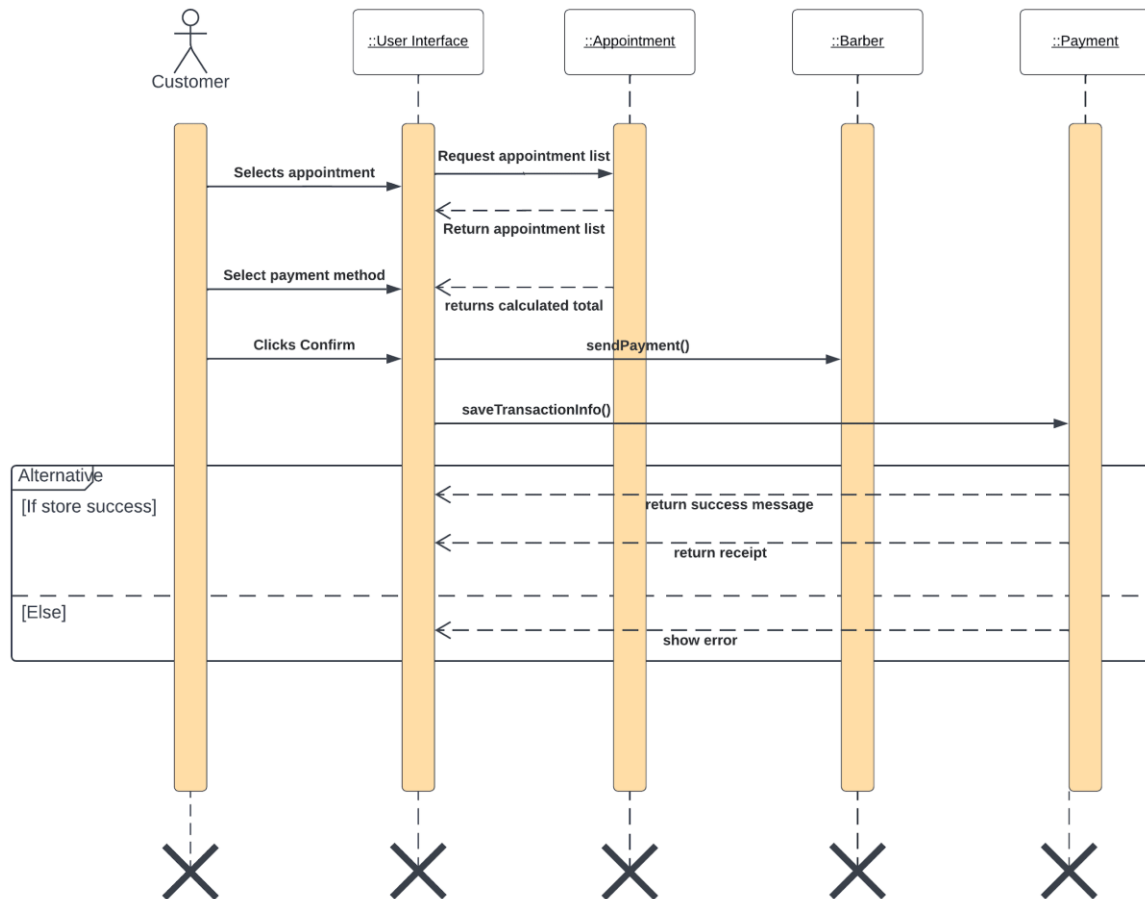 ::User Interface
::Appointment
::Barber
::Payment
Customer
Request appointment list
Selects appointment
Return appointment list
Select payment method
returns calculated total
Clicks Confirm
sendPayment()
saveTransactionInfo()
Alternative
[If store success]
return success message
return receipt
[Else]
show error